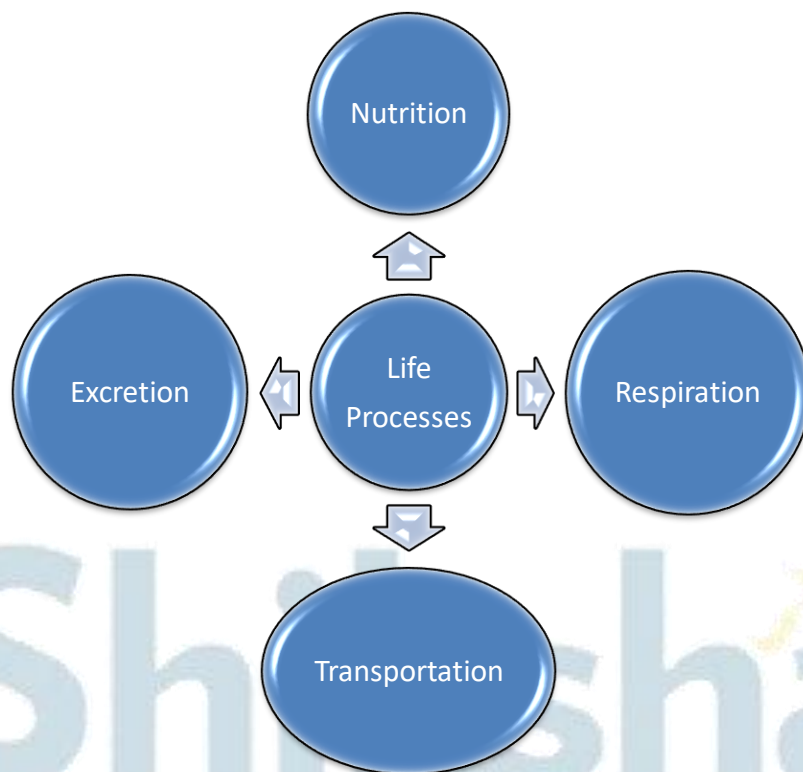 Nutrition
Excretion
Life
Processes
Respiration
Transportation